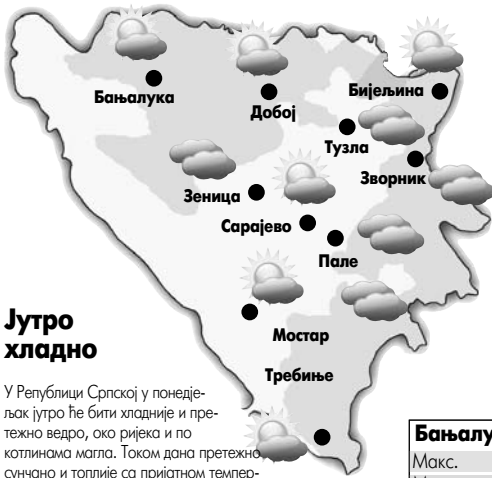 Бањалука
Добој
Бијељина
Тузла
Зворник
Зеница
Сарајево
Пале
Мостар
Требиње
Јутро
хладно
У Републици Српској у понедје-
љак јутро ће бити хладније и пре-
тежно ведро, око ријека и по
котлинама магла. Током дана претежно
сунчано и топлије са пријатном темпер-
Бањалу
Макс.